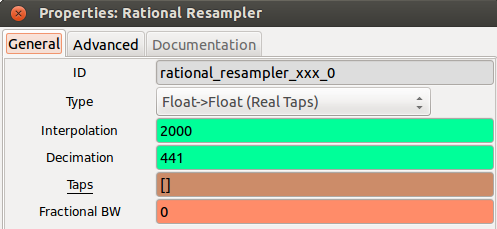 Properties: Rational Resampler
General Advanced Documentation
ID rational_resampler_xxx_0
Type Float->Float (Real Taps)
Interpolation 2000
Decimation 441
Taps []
Fractional BW 0